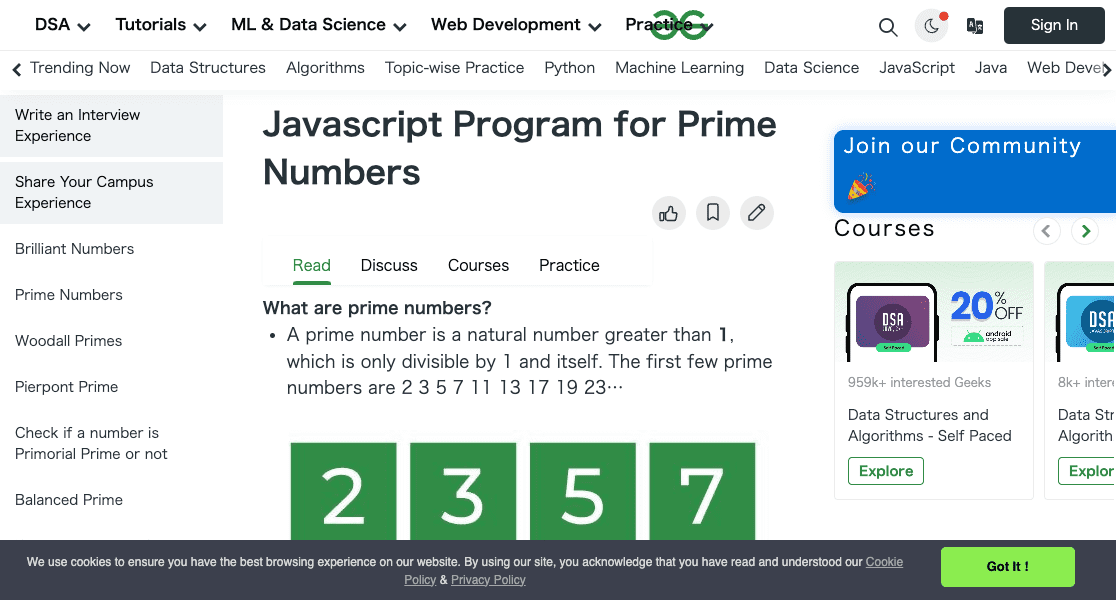 DSA Tutorials ML & Data Science Web Development Practice Sign In
Trending Now Data Structures Algorithms Topic-wise Practice Python Machine Learning Data Science JavaScript Java Web Devel
Write an Interview
Experience
Share Your Campus
Experience
Brilliant Numbers
Prime Numbers
Woodall Primes
Pierpont Prime
Check if a number is
Primorial Prime or not
Balanced Prime
Javascript Program for Prime
Numbers
Read Discuss Courses Practice
What are prime numbers?
• A prime number is a natural number greater than 1,
which is only divisible by 1 and itself. The first few prime
numbers are 2 3 5 7 11 13 17 19 23…
2 3 5 7
Join our Community
Courses
DSA
20% OFF
android
app sale
Self Paced
959k+ interested Geeks
Data Structures and
Algorithms - Self Paced
Explore
DSA
8k+ inter
Data Str
Algorith
Explor
We use cookies to ensure you have the best browsing experience on our website. By using our site, you acknowledge that you have read and understood our Cookie
Policy & Privacy Policy
Got It !